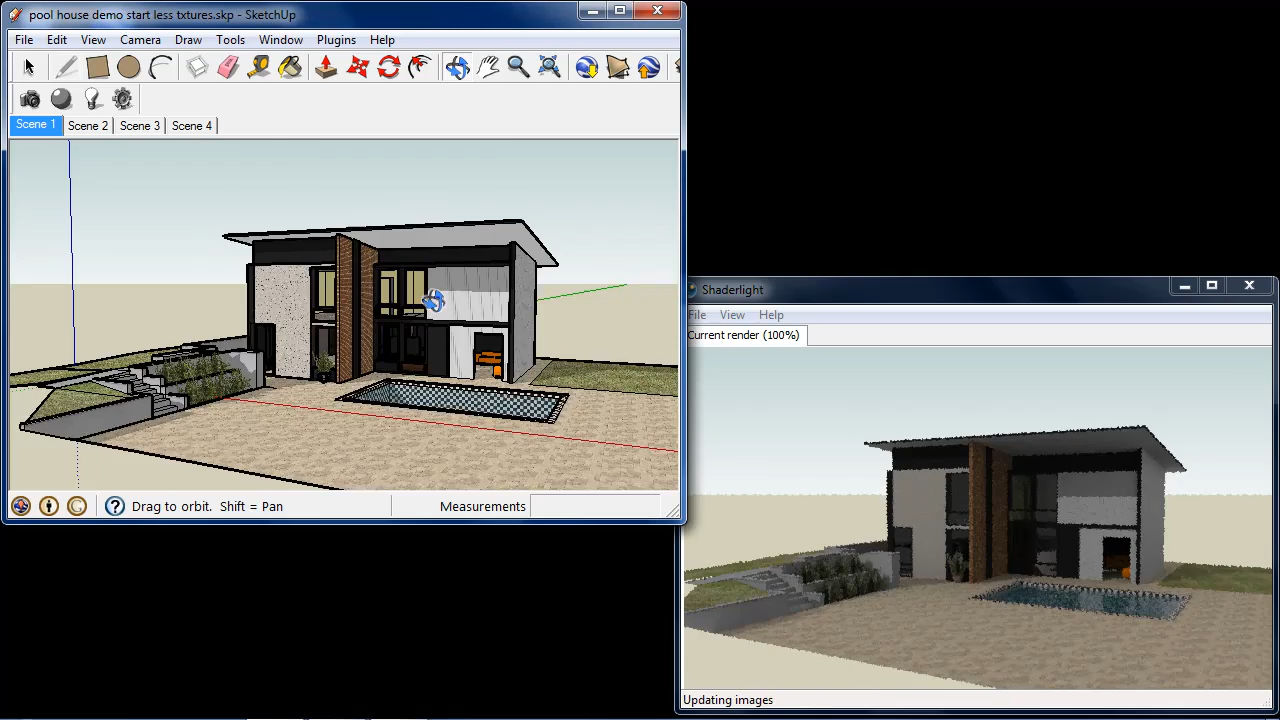 pool house demo start less txtures.skp - SketchUp
File Edit View Camera Draw Tools Window Plugins Help
Scene 1 Scene 2 Scene 3 Scene 4
Drag to orbit. Shift = Pan Measurements
Shaderlight
File View Help
Current render (100%)
Updating images